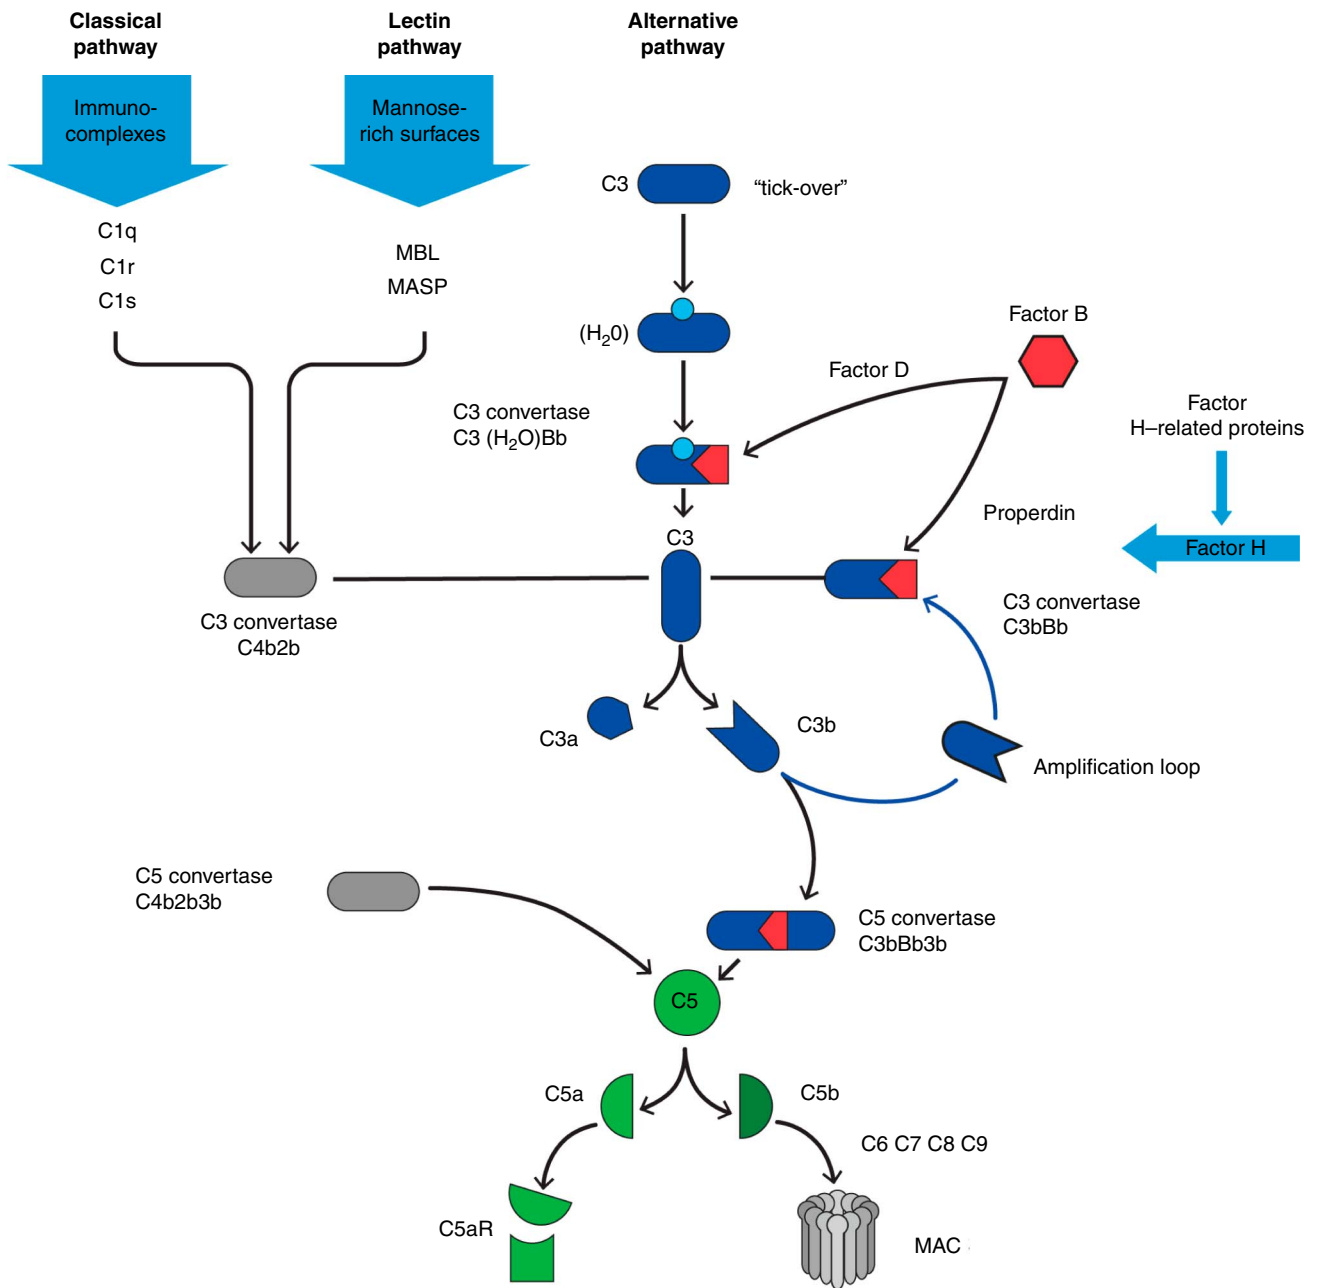 Classical
pathway
Lectin
pathway
Alternative
pathway
Immuno-
complexes
Mannose-
rich surfaces
C3
“tick-over”
C1q
C1r
C1s
MBL
MASP
(H₂0)
Factor B
Factor D
C3 convertase
C3 (H₂O)Bb
Factor
H–related proteins
Properdin
Factor H
C3
C3 convertase
C4b2b
C3 convertase
C3bBb
C3a
C3b
Amplification loop
C5 convertase
C4b2b3b
C5 convertase
C3bBb3b
C5
C5a
C5b
C6 C7 C8 C9
C5aR
MAC